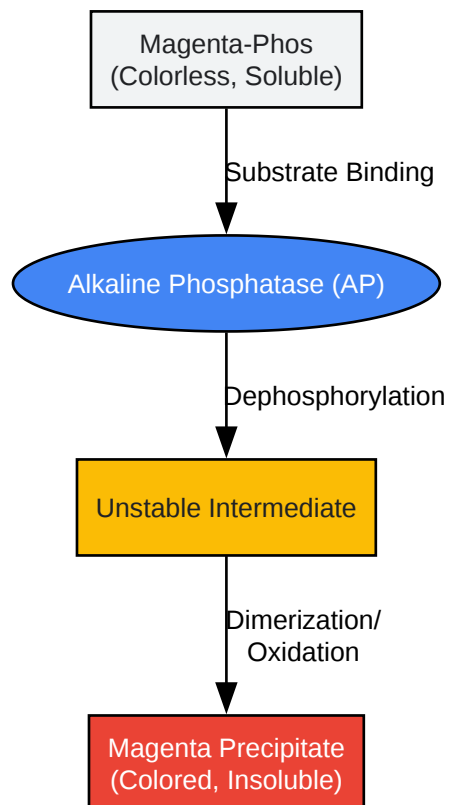 Magenta-Phos
(Colorless, Soluble)
Substrate Binding
Alkaline Phosphatase (AP)
Dephosphorylation
Unstable Intermediate
Dimerization/
Oxidation
Magenta Precipitate
(Colored, Insoluble)